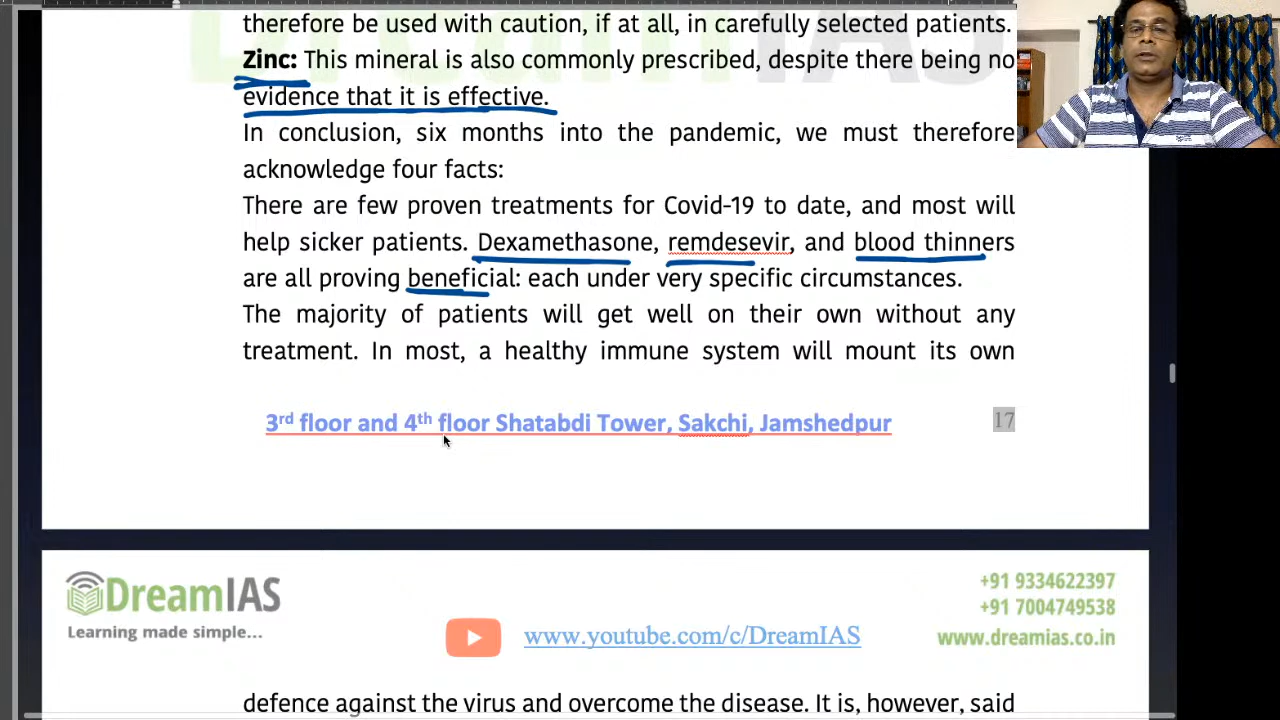 therefore be used with caution, if at all, in carefully selected patients.
Zinc: This mineral is also commonly prescribed, despite there being no
evidence that it is effective.
In conclusion, six months into the pandemic, we must therefore
acknowledge four facts:
There are few proven treatments for Covid-19 to date, and most will
help sicker patients. Dexamethasone, remdesevir, and blood thinners
are all proving beneficial: each under very specific circumstances.
The majority of patients will get well on their own without any
treatment. In most, a healthy immune system will mount its own
3rd floor and 4th floor Shatabdi Tower, Sakchi, Jamshedpur
17
DreamIAS
Learning made simple...
www.youtube.com/c/DreamIAS
+91 9334622397
+91 7004749538
www.dreamias.co.in
defence against the virus and overcome the disease. It is, however, said